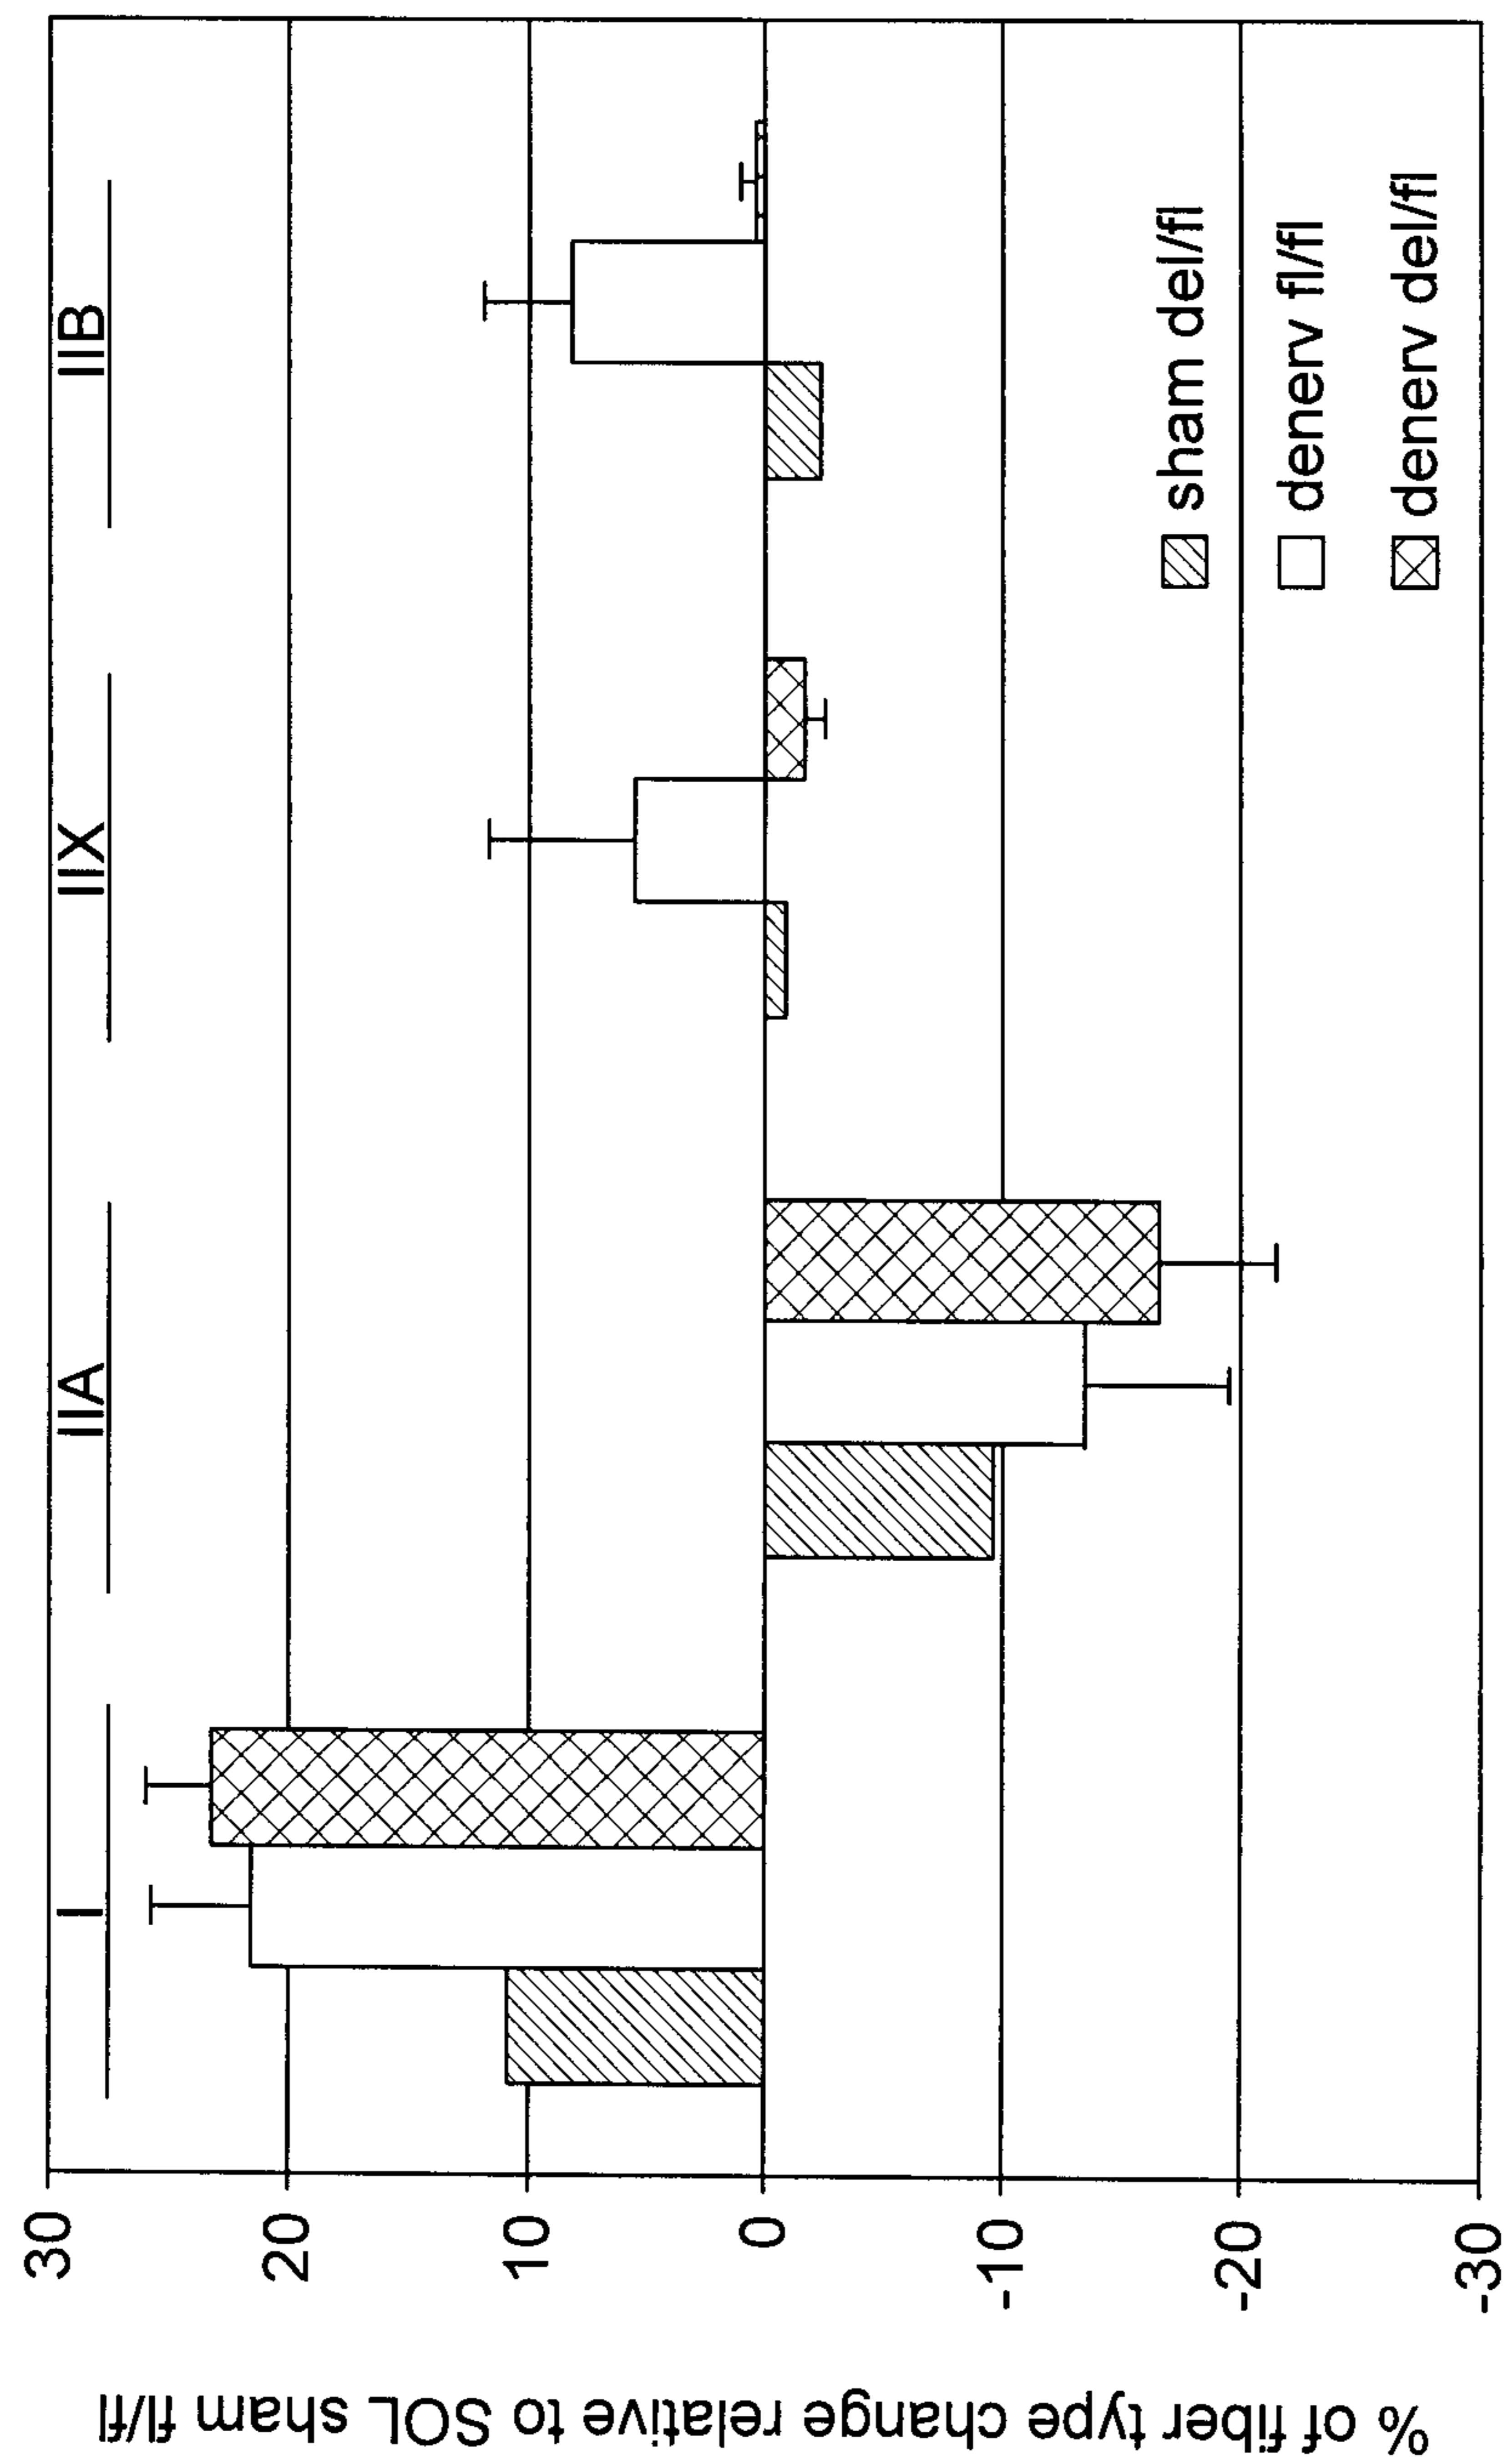 I
IIA
IIX
IIB
30
20
10
0
-10
-20
-30
% of fiber type change relative to SOL sham fl/fl
sham del/fl
denerv fl/fl
denerv del/fl